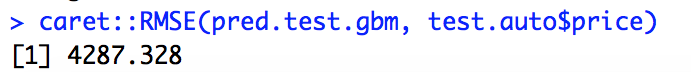 > caret::RMSE(pred.test.gbm, test.auto$price)
[1] 4287.328